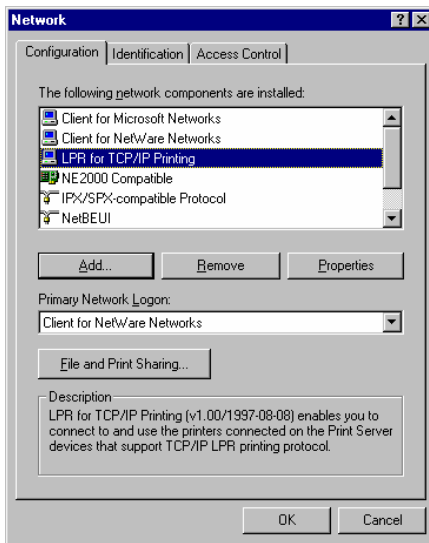 Network
Configuration Identification Access Control
The following network components are installed:
Client for Microsoft Networks
Client for NetWare Networks
LPR for TCP/IP Printing
NE2000 Compatible
IPX/SPX-compatible Protocol
NetBEUI
Add... Remove Properties
Primary Network Logon:
Client for NetWare Networks
File and Print Sharing...
Description
LPR for TCP/IP Printing (v1.00/1997-08-08) enables you to
connect to and use the printers connected on the Print Server
devices that support TCP/IP LPR printing protocol.
OK Cancel